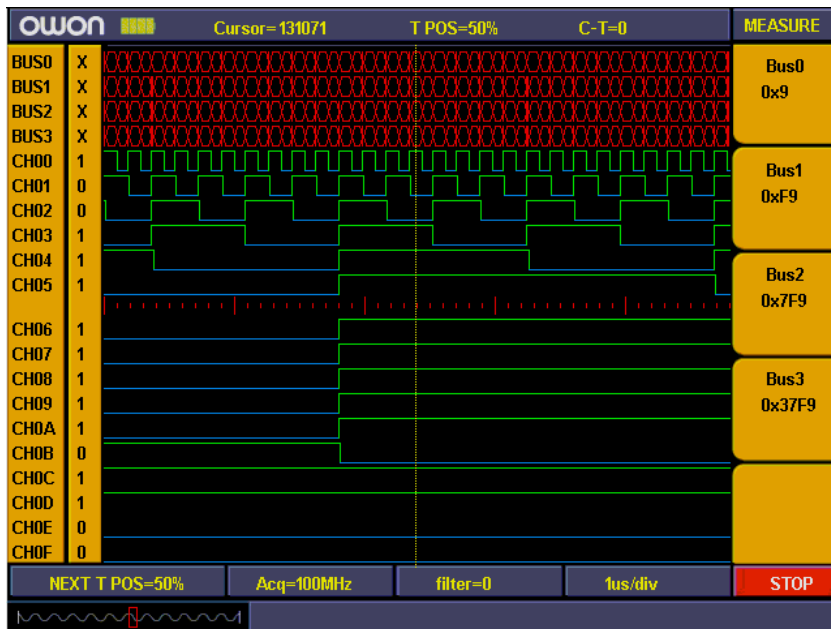 OWON Cursor=131071 T POS=50% C-T=0 MEASURE
BUS0 X
BUS1 X
BUS2 X
BUS3 X
CH00 1
CH01 0
CH02 0
CH03 1
CH04 1
CH05 1
CH06 1
CH07 1
CH08 1
CH09 1
CH0A 1
CH0B 0
CH0C 1
CH0D 1
CH0E 0
CH0F 0
Bus0
0x9
Bus1
0xF9
Bus2
0x7F9
Bus3
0x37F9
NEXT T POS=50% Acq=100MHz filter=0 1us/div STOP